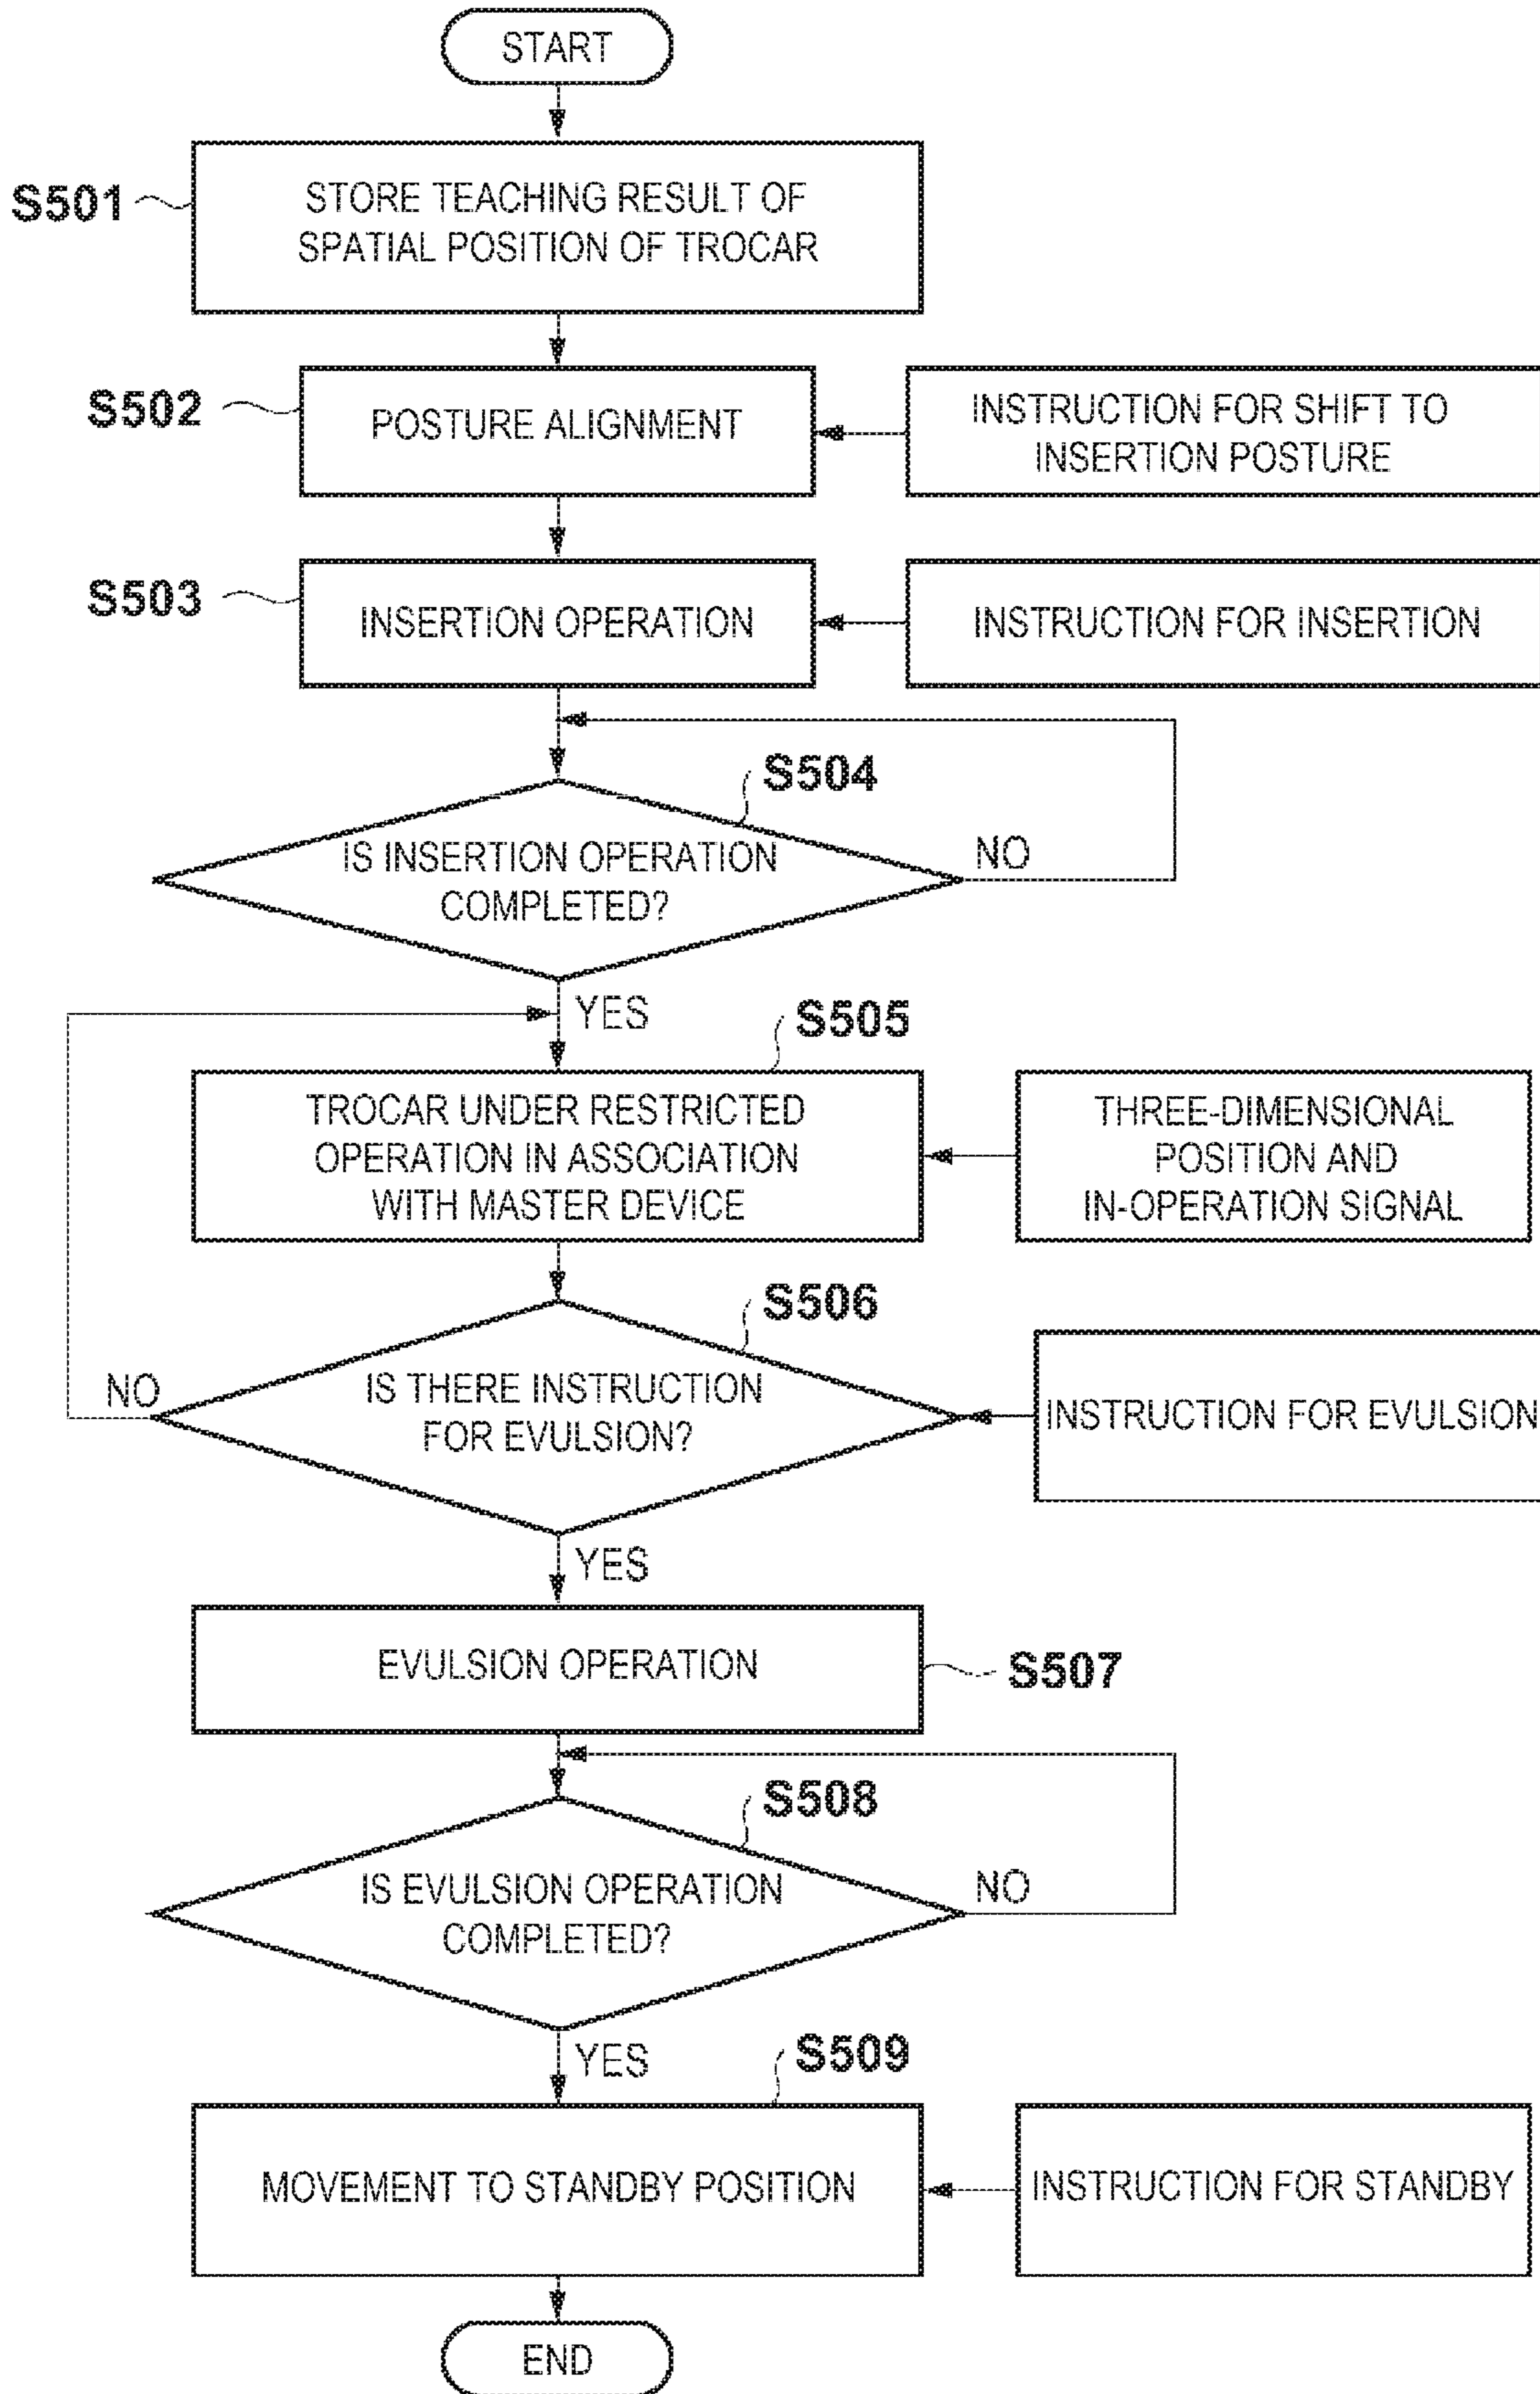 START
S501
STORE TEACHING RESULT OF
SPATIAL POSITION OF TROCAR
S502
POSTURE ALIGNMENT
INSTRUCTION FOR SHIFT TO
INSERTION POSTURE
S503
INSERTION OPERATION
INSTRUCTION FOR INSERTION
S504
IS INSERTION OPERATION
COMPLETED?
NO
YES
S505
TROCAR UNDER RESTRICTED
OPERATION IN ASSOCIATION
WITH MASTER DEVICE
THREE-DIMENSIONAL
POSITION AND
IN-OPERATION SIGNAL
S506
IS THERE INSTRUCTION
FOR EVULSION?
NO
INSTRUCTION FOR EVULSION
YES
EVULSION OPERATION
S507
S508
IS EVULSION OPERATION
COMPLETED?
NO
YES
S509
MOVEMENT TO STANDBY POSITION
INSTRUCTION FOR STANDBY
END